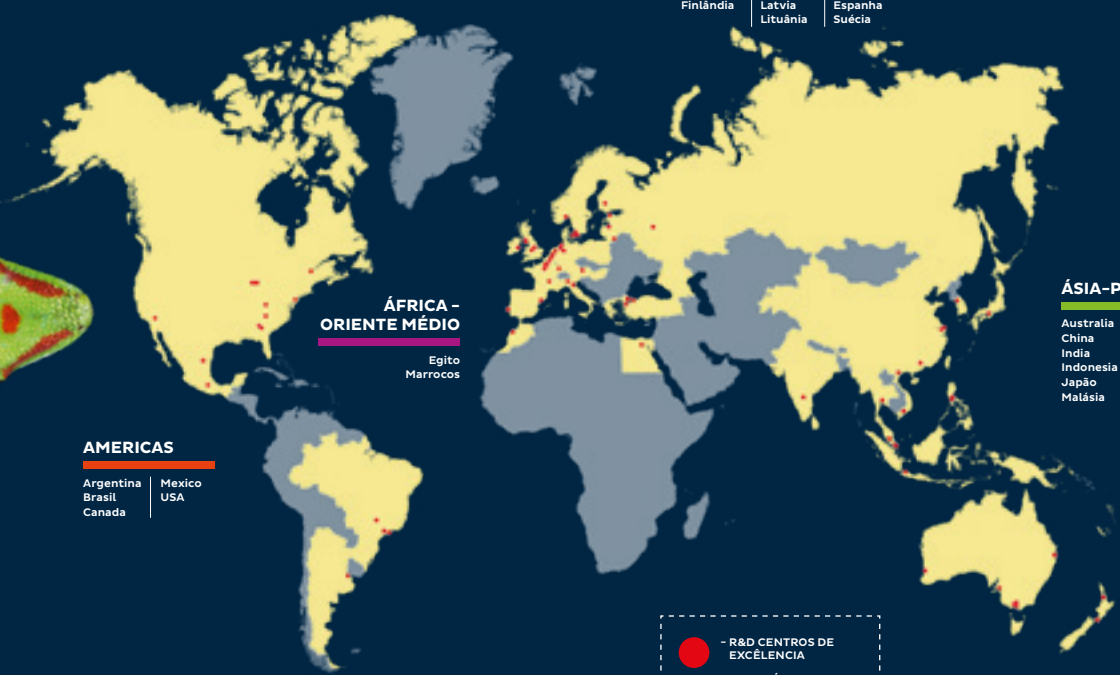 Finlândia
Latvia
Lituânia
Espanha
Suécia
ÁFRICA –
ORIENTE MÉDIO
Egito
Marrocos
AMERICAS
Argentina
Brasil
Canada
Mexico
USA
ÁSIA-P
Australia
China
India
Indonesia
Japão
Malásia
- R&D CENTROS DE
EXCÊLENCIA